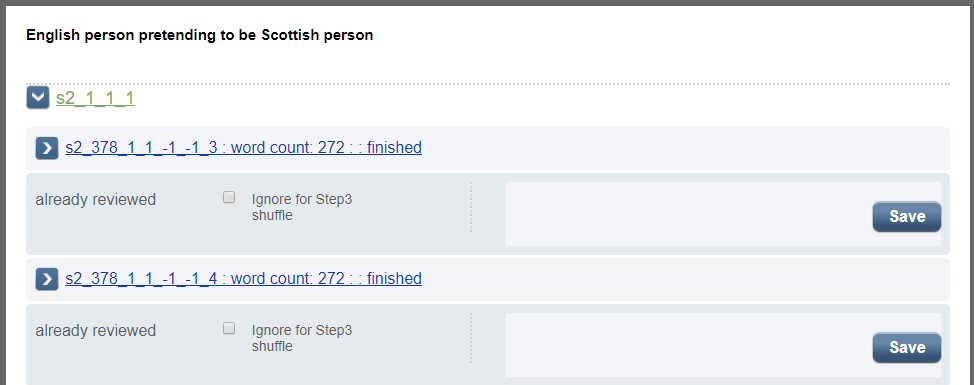 English person pretending to be Scottish person
s2_1_1_1
s2_378_1_1_-1_-1_3 : word count: 272 : : finished
already reviewed
Ignore for Step3
shuffle
Save
s2_378_1_1_-1_-1_4 : word count: 272 : : finished
already reviewed
Ignore for Step3
shuffle
Save